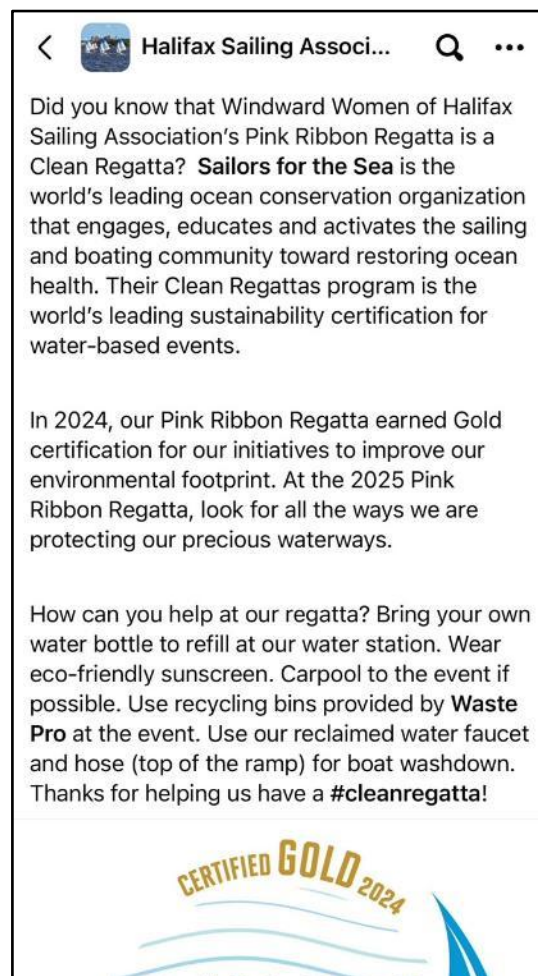 Halifax Sailing Associ...
Did you know that Windward Women of Halifax
Sailing Association's Pink Ribbon Regatta is a
Clean Regatta?  Sailors for the Sea is the
world's leading ocean conservation organization
that engages, educates and activates the sailing
and boating community toward restoring ocean
health. Their Clean Regattas program is the
world's leading sustainability certification for
water-based events.
In 2024, our Pink Ribbon Regatta earned Gold
certification for our initiatives to improve our
environmental footprint. At the 2025 Pink
Ribbon Regatta, look for all the ways we are
protecting our precious waterways.
How can you help at our regatta? Bring your own
water bottle to refill at our water station. Wear
eco-friendly sunscreen. Carpool to the event if
possible. Use recycling bins provided by Waste
Pro at the event. Use our reclaimed water faucet
and hose (top of the ramp) for boat washdown.
Thanks for helping us have a #cleanregatta!
CERTIFIED GOLD 2024